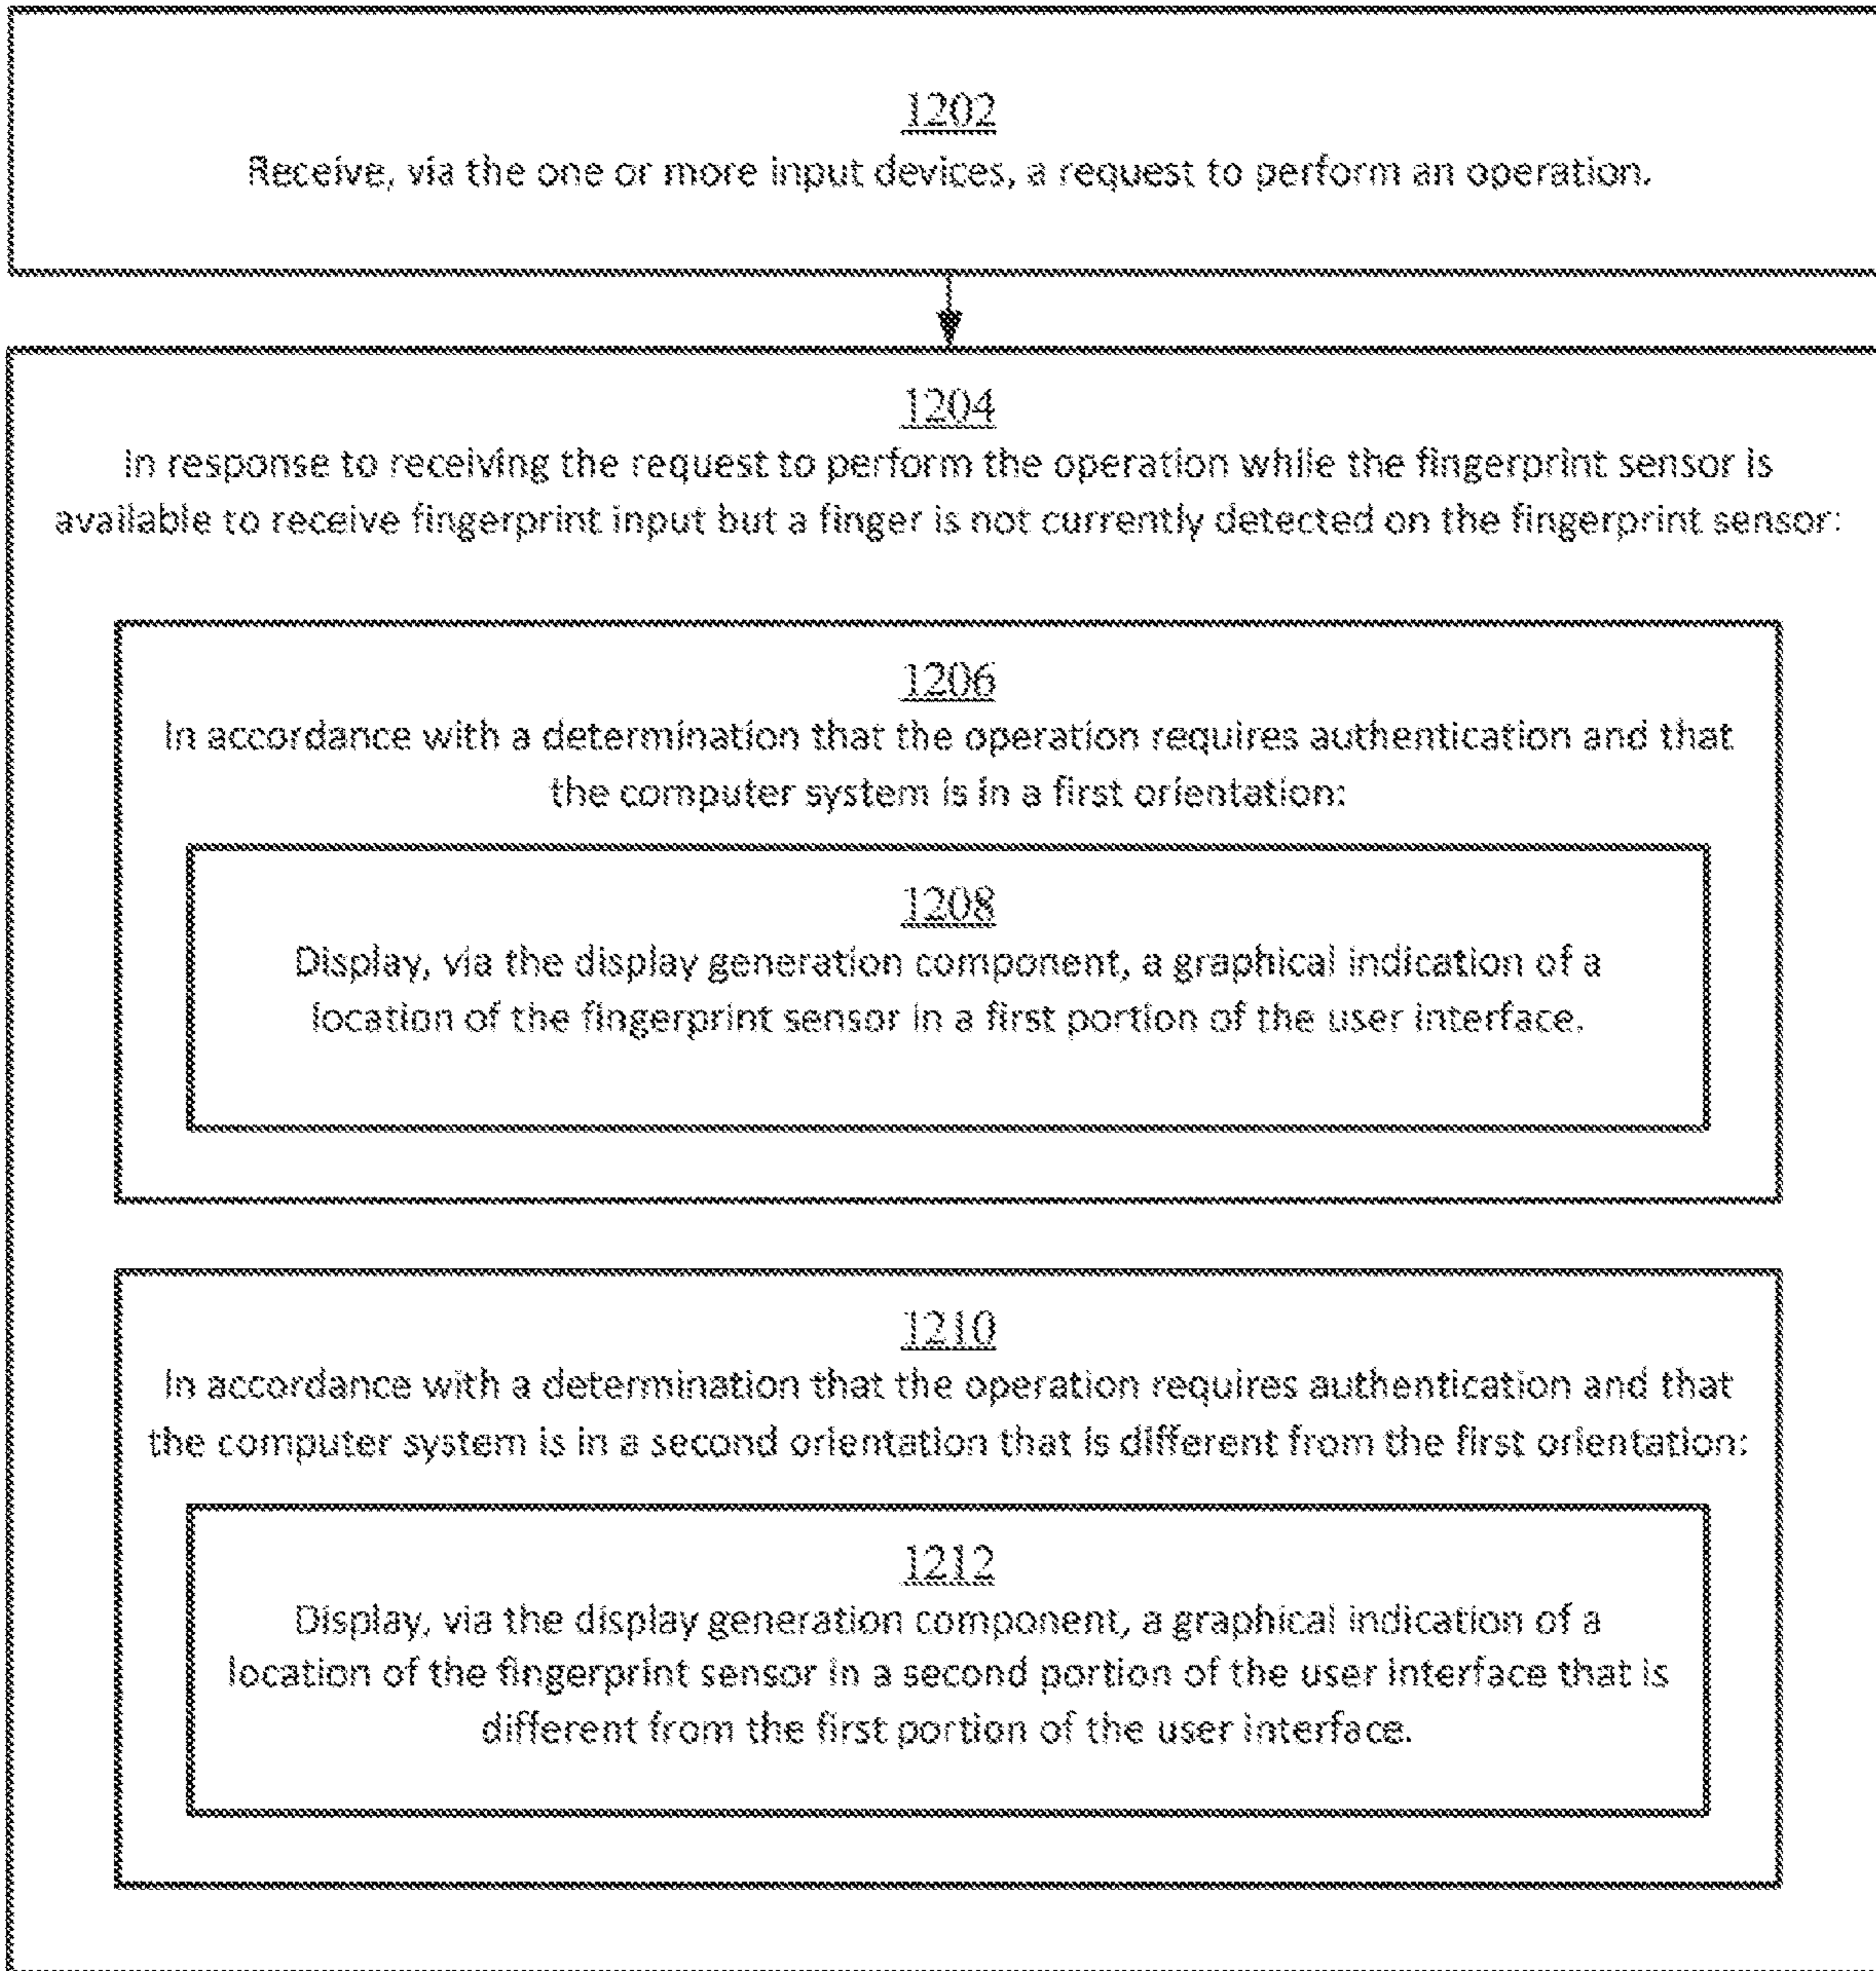 1202
Receive, via the one or more input devices, a request to perform an operation.
1204
In response to receiving the request to perform the operation while the fingerprint sensor is
available to receive fingerprint input but a finger is not currently detected on the fingerprint sensor:
1206
In accordance with a determination that the operation requires authentication and that
the computer system is in a first orientation:
1208
Display, via the display generation component, a graphical indication of a
location of the fingerprint sensor in a first portion of the user interface.
1210
In accordance with a determination that the operation requires authentication and that
the computer system is in a second orientation that is different from the first orientation:
1212
Display, via the display generation component, a graphical indication of a
location of the fingerprint sensor in a second portion of the user interface that is
different from the first portion of the user interface.